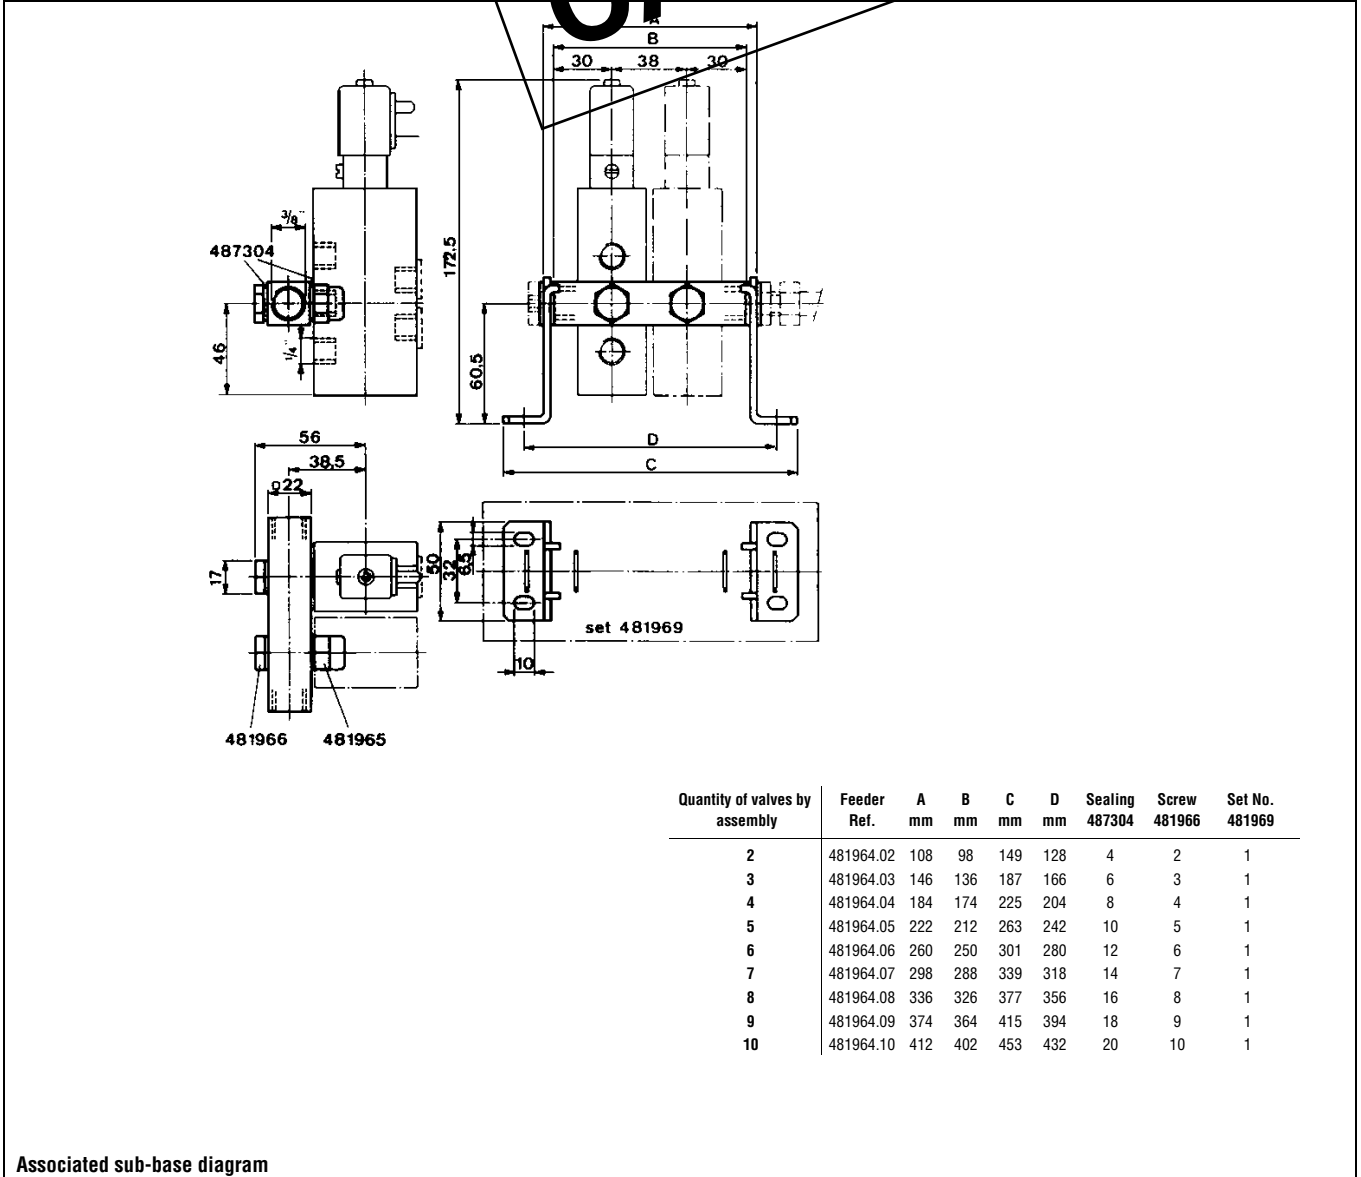 A
B
30 38 30
3/8"
487304
172,5
46
1/4"
60,5
56
38,5
22
D
C
17
50
32
6,5
set 481969
10
481966 481965
Quantity of valves by assembly Feeder Ref. A mm B mm C mm D mm Sealing 487304 Screw 481966 Set No. 481969
2 481964.02 108 98 149 128 4 2 1
3 481964.03 146 136 187 166 6 3 1
4 481964.04 184 174 225 204 8 4 1
5 481964.05 222 212 263 242 10 5 1
6 481964.06 260 250 301 280 12 6 1
7 481964.07 298 288 339 318 14 7 1
8 481964.08 336 326 377 356 16 8 1
9 481964.09 374 364 415 394 18 9 1
10 481964.10 412 402 453 432 20 10 1
Associated sub-base diagram